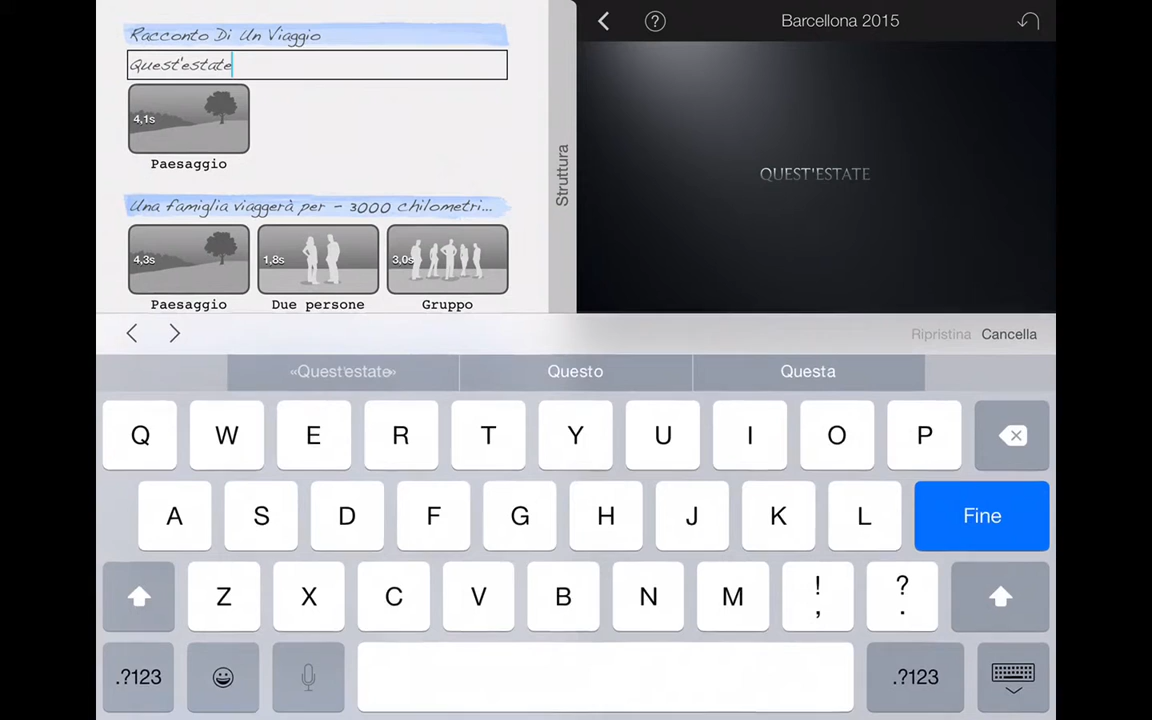 Racconto Di Un Viaggio
Quest'estate
4,1s
Paesaggio
Una famiglia viaggerà per - 3000 chilometri...
4,3s 1,8s 3,0s
Paesaggio Due persone Gruppo
Struttura
? Barcellona 2015
QUEST'ESTATE
Ripristina Cancella
«Quest'estate» Questo Questa
Q W E R T Y U I O P
A S D F G H J K L Fine
Z X C V B N M ! , ? .
.?123 .?123